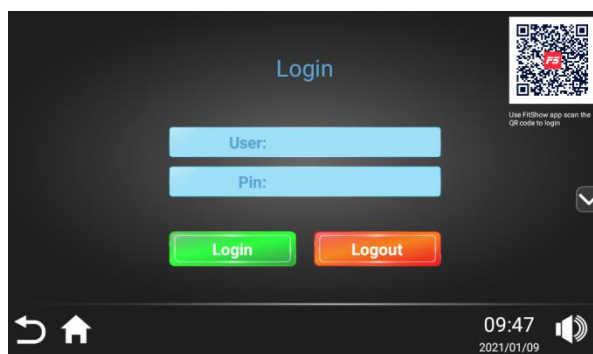 Login
FS
Use FitShow app scan the
QR code to login
User:
Pin:
Login
Logout
09:47
2021/01/09